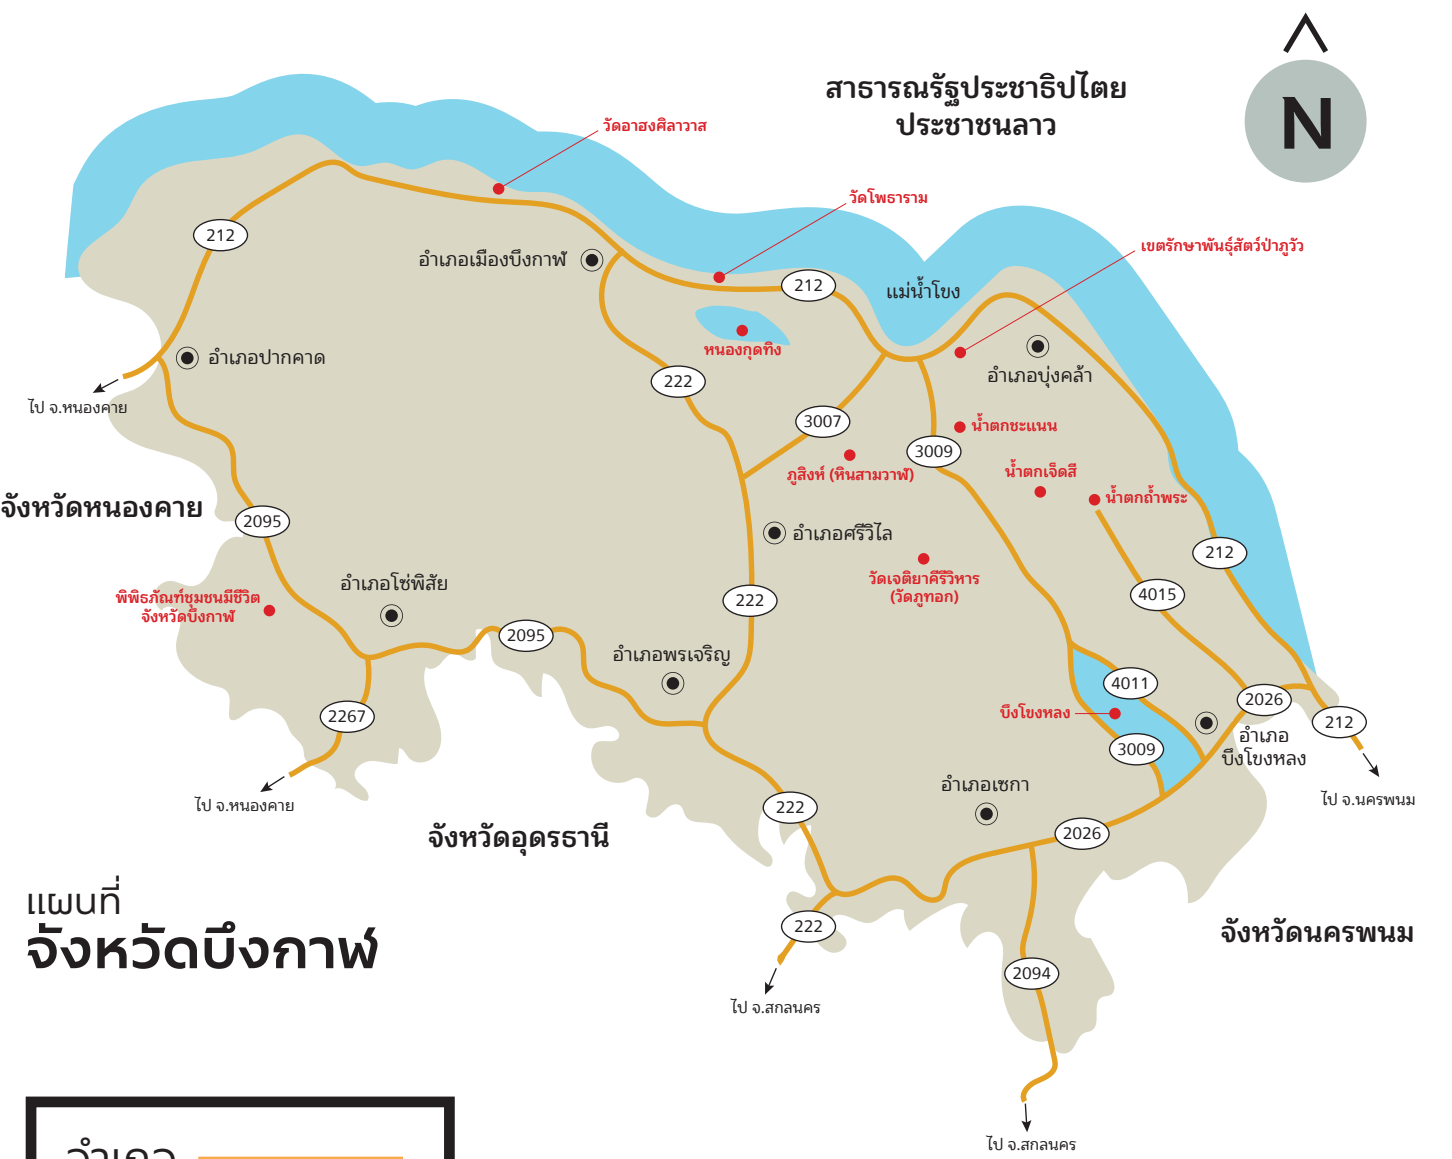 N
สาธารณรัฐประชาธิปไตย
ประชาชนลาว
วัดอาฮงศิลาวาส
วัดโพธาราม
เขตรักษาพันธุ์สัตว์ป่าภูวัว
212
อำเภอเมืองบึงกาฬ
212
แม่น้ำโขง
หนองกุดทิง
อำเภอปากคาด
อำเภอบุ่งคล้า
222
ไป จ.หนองคาย
3007
น้ำตกชะแนน
3009
ภูสิงห์ (หินสามวาฬ)
น้ำตกเจ็ดสี
น้ำตกถ้ำพระ
จังหวัดหนองคาย
2095
อำเภอศรีวิไล
212
วัดเจติยาคีรีวิหาร
(วัดภูทอก)
อำเภอโซ่พิสัย
พิพิธภัณฑ์ชุมชนมีชีวิต
จังหวัดบึงกาฬ
222
4015
2095
อำเภอพรเจริญ
4011
2026
บึงโขงหลง
2267
212
3009
อำเภอ
บึงโขงหลง
อำเภอเซกา
ไป จ.หนองคาย
222
ไป จ.นครพนม
จังหวัดอุดรธานี
2026
แผนที่
จังหวัดบึงกาฬ
222
จังหวัดนครพนม
2094
ไป จ.สกลนคร
ไป จ.สกลนคร
อำเภอ